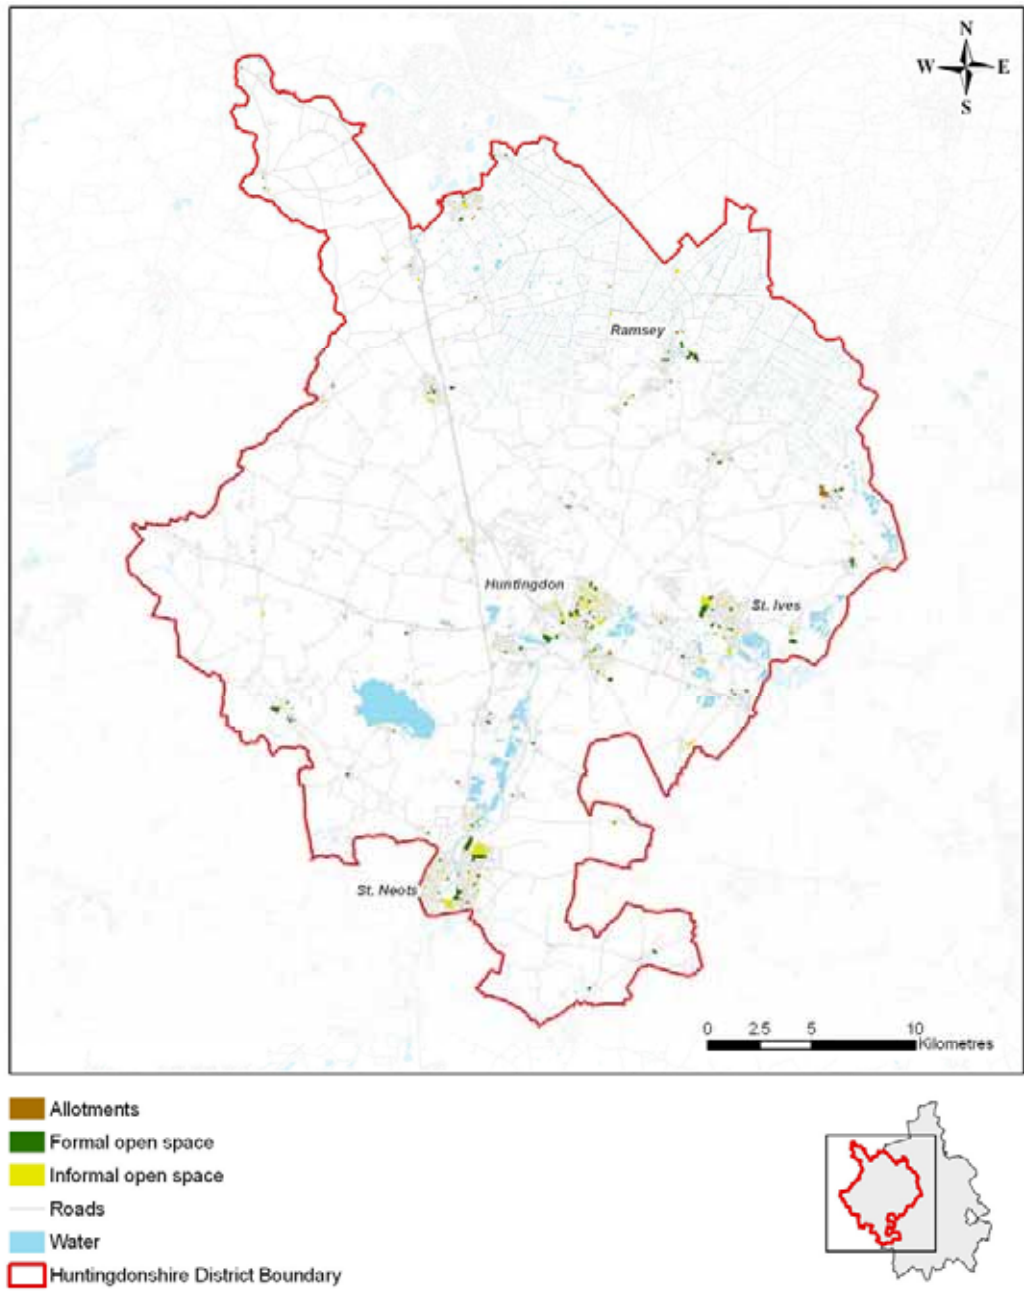 N
W E
S
Ramsey
Huntingdon
St. Ives
St. Neots
0 2.5 5 10
Kilometres
Allotments
Formal open space
Informal open space
Roads
Water
Huntingdonshire District Boundary